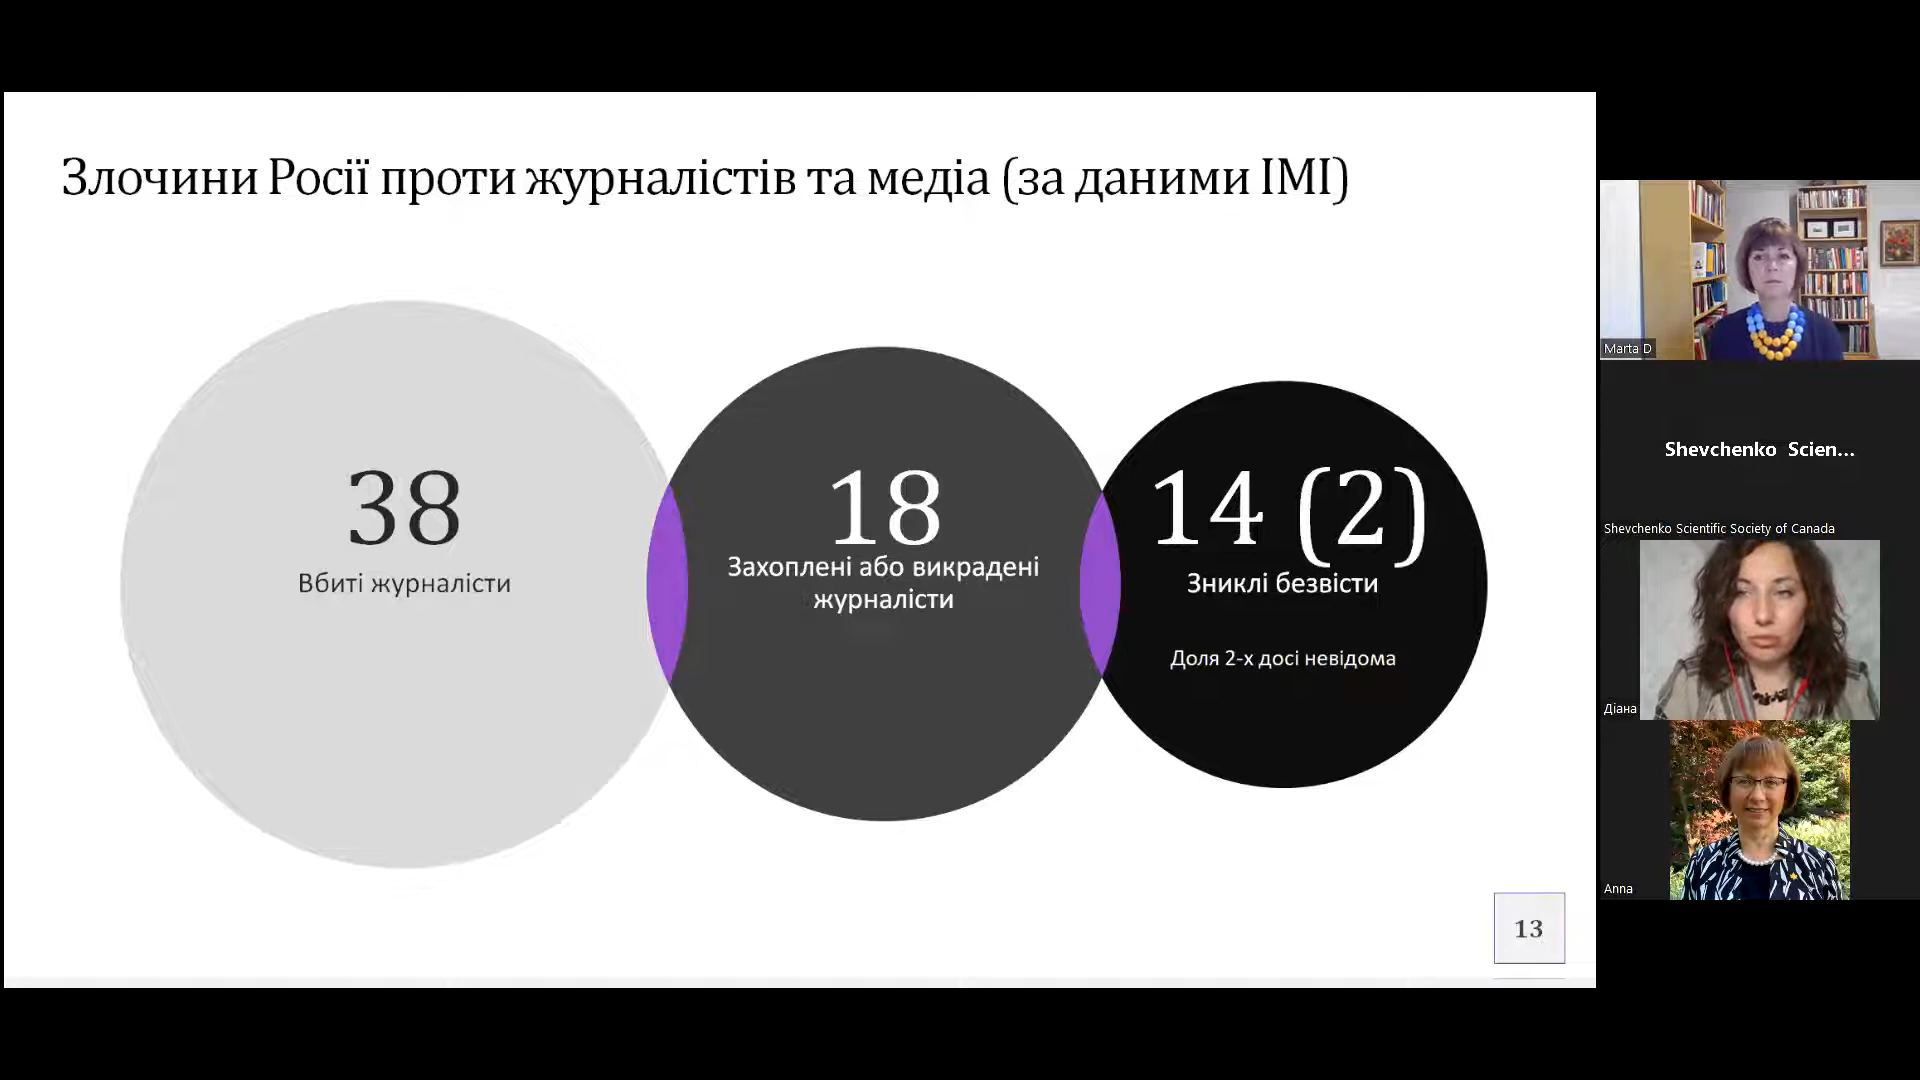 Злочини Росії проти журналістів та медіа (за даними ІМІ)
38
Вбиті журналісти
18
Захоплені або викрадені
журналісти
14 (2)
Зниклі безвісти
Доля 2-х досі невідома
13
Marta D
Shevchenko Scien...
Shevchenko Scientific Society of Canada
Діана
Anna